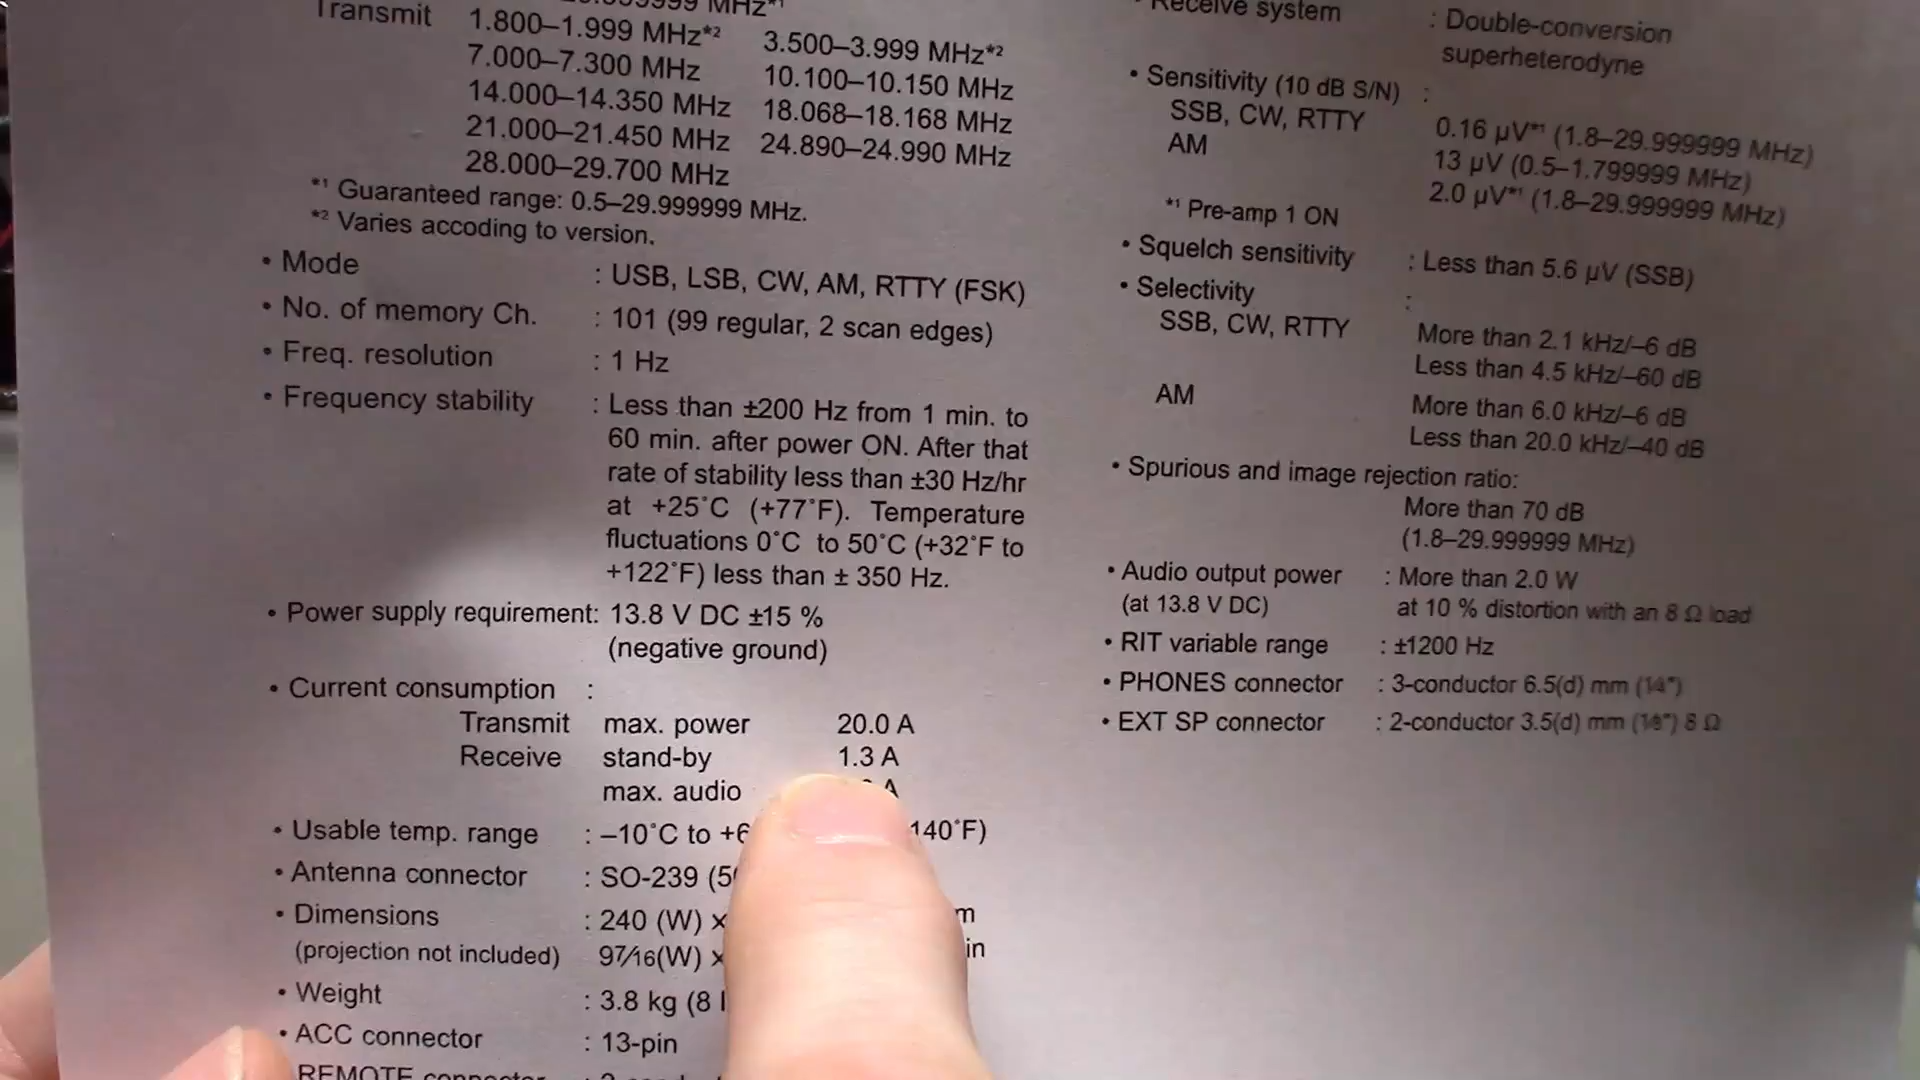 MHz*¹
Transmit 1.800–1.999 MHz*² 3.500–3.999 MHz*²
7.000–7.300 MHz 10.100–10.150 MHz
14.000–14.350 MHz 18.068–18.168 MHz
21.000–21.450 MHz 24.890–24.990 MHz
28.000–29.700 MHz
*¹ Guaranteed range: 0.5–29.999999 MHz.
*² Varies accoding to version.
• Mode : USB, LSB, CW, AM, RTTY (FSK)
• No. of memory Ch. : 101 (99 regular, 2 scan edges)
• Freq. resolution : 1 Hz
• Frequency stability : Less than ±200 Hz from 1 min. to
60 min. after power ON. After that
rate of stability less than ±30 Hz/hr
at +25˚C (+77˚F). Temperature
fluctuations 0˚C to 50˚C (+32˚F to
+122˚F) less than ± 350 Hz.
• Power supply requirement: 13.8 V DC ±15 %
(negative ground)
• Current consumption :
Transmit max. power 20.0 A
Receive stand-by 1.3 A
max. audio A
• Usable temp. range : –10˚C to 140˚F)
• Antenna connector : SO-239
• Dimensions : 240 (W) ×
(projection not included) 97⁄16(W) × in
• Weight : 3.8 kg
• ACC connector : 13-pin
REMOTE connector
• Receive system : Double-conversion
superheterodyne
• Sensitivity (10 dB S/N) :
SSB, CW, RTTY 0.16 µV*¹ (1.8–29.999999 MHz)
AM 13 µV (0.5–1.799999 MHz)
2.0 µV*¹ (1.8–29.999999 MHz)
*¹ Pre-amp 1 ON
• Squelch sensitivity : Less than 5.6 µV (SSB)
• Selectivity :
SSB, CW, RTTY More than 2.1 kHz/–6 dB
Less than 4.5 kHz/–60 dB
AM More than 6.0 kHz/–6 dB
Less than 20.0 kHz/–40 dB
• Spurious and image rejection ratio:
More than 70 dB
(1.8–29.999999 MHz)
• Audio output power : More than 2.0 W
(at 13.8 V DC) at 10 % distortion with an 8 Ω load
• RIT variable range : ±1200 Hz
• PHONES connector : 3-conductor 6.5(d) mm (1⁄4")
• EXT SP connector : 2-conductor 3.5(d) mm (1⁄8") 8 Ω